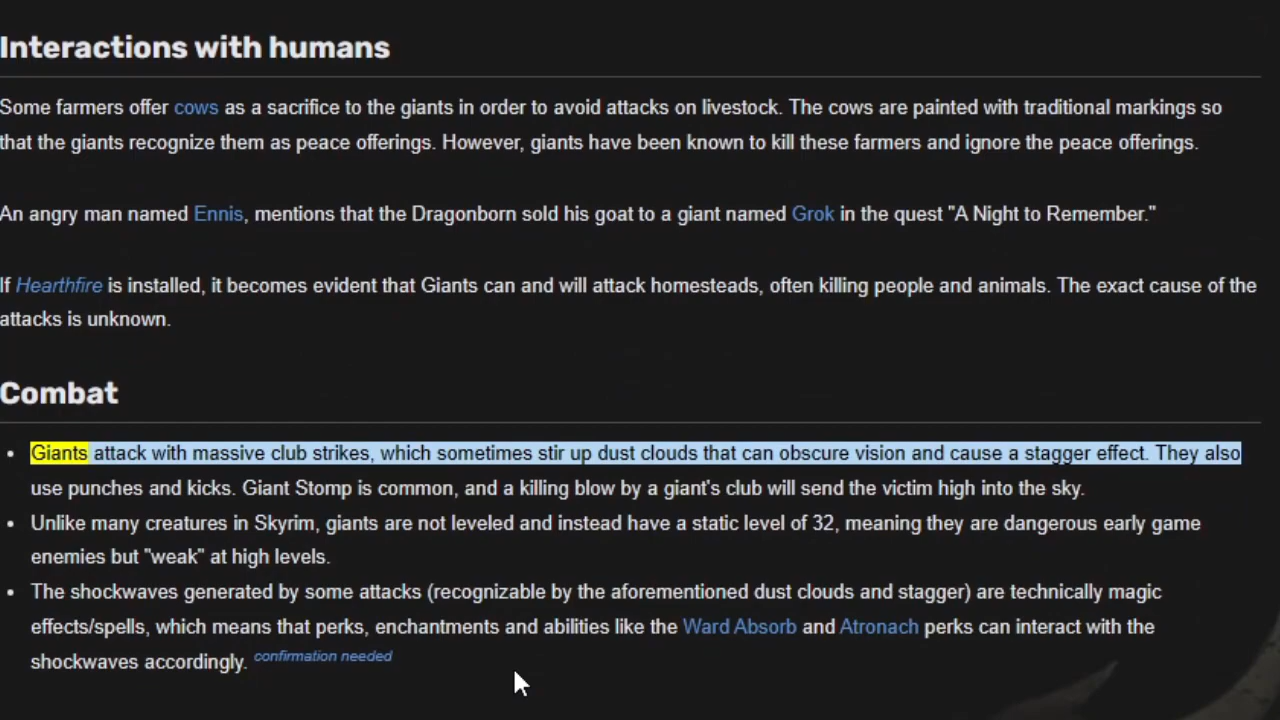 Interactions with humans
Some farmers offer cows as a sacrifice to the giants in order to avoid attacks on livestock. The cows are painted with traditional markings so
that the giants recognize them as peace offerings. However, giants have been known to kill these farmers and ignore the peace offerings.
An angry man named Ennis, mentions that the Dragonborn sold his goat to a giant named Grok in the quest "A Night to Remember."
If Hearthfire is installed, it becomes evident that Giants can and will attack homesteads, often killing people and animals. The exact cause of the
attacks is unknown.
Combat
• Giants attack with massive club strikes, which sometimes stir up dust clouds that can obscure vision and cause a stagger effect. They also
use punches and kicks. Giant Stomp is common, and a killing blow by a giant's club will send the victim high into the sky.
• Unlike many creatures in Skyrim, giants are not leveled and instead have a static level of 32, meaning they are dangerous early game
enemies but "weak" at high levels.
• The shockwaves generated by some attacks (recognizable by the aforementioned dust clouds and stagger) are technically magic
effects/spells, which means that perks, enchantments and abilities like the Ward Absorb and Atronach perks can interact with the
shockwaves accordingly. confirmation needed